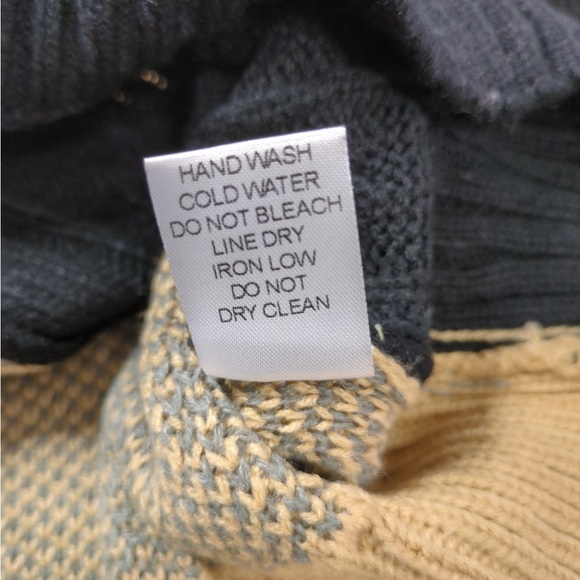 HAND WASH
COLD WATER
DO NOT BLEACH
LINE DRY
IRON LOW
DO NOT
DRY CLEAN